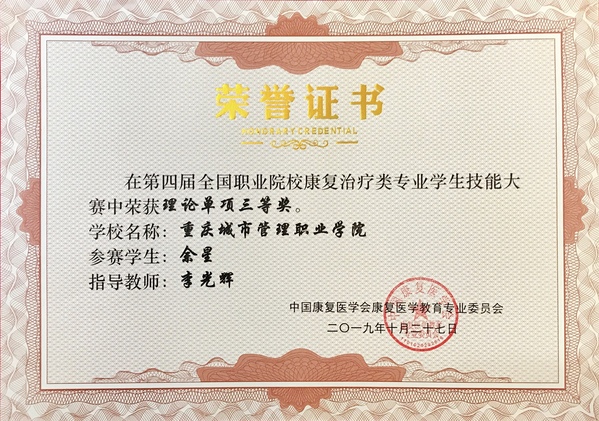 荣誉证书
HONORARY CREDENTIAL
在第四届全国职业院校康复治疗类专业学生技能大
赛中荣获理论单项三等奖。
学校名称：重庆城市管理职业学院
参赛学生：余星
指导教师：李光辉
中国康复医学会康复医学教育专业委员会
二〇一九年十月二十七日